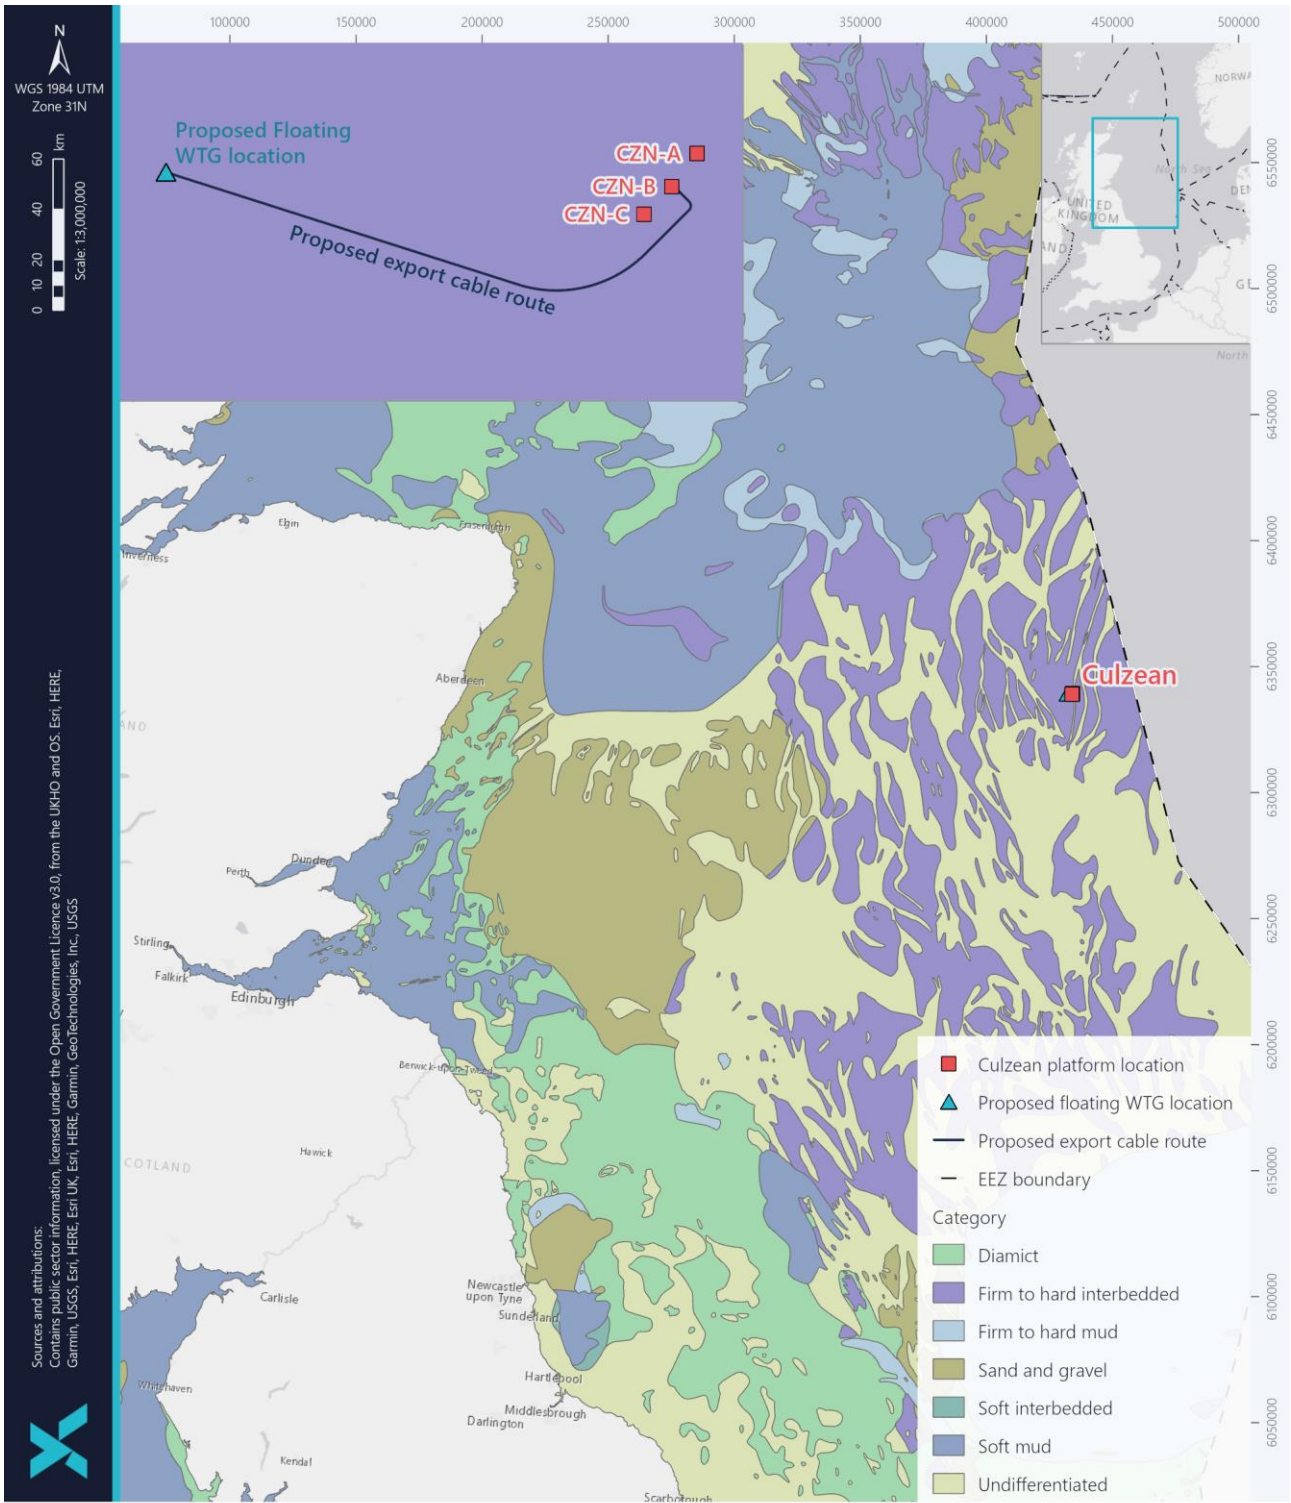 100000
150000
200000
250000
300000
350000
400000
450000
500000
N
WGS 1984 UTM
Zone 31N
0 10 20 40 60
km
Scale: 1:3,000,000
Proposed Floating
WTG location
CZN-A
CZN-B
CZN-C
Proposed export cable route
NORWA
North Sea
DEN
UNITED
KINGDOM
AND
GE
North
6550000
6500000
6450000
6400000
6350000
6300000
6250000
6200000
6150000
6100000
6050000
Elgin
Fraserburgh
Inverness
Aberdeen
Culzean
LAND
Dundee
Perth
Stirling
Falkirk
Edinburgh
Berwick-upon-Tweed
Hawick
COTLAND
Newcastle
upon Tyne
Sunderland
Carlisle
Hartlepool
Middlesbrough
Darlington
Whitehaven
Kendal
Scarborough
Culzean platform location
Proposed floating WTG location
Proposed export cable route
EEZ boundary
Category
Diamict
Firm to hard interbedded
Firm to hard mud
Sand and gravel
Soft interbedded
Soft mud
Undifferentiated
Sources and attributions:
Contains public sector information, licensed under the Open Government Licence v3.0, from the UKHO and OS. Esri, HERE,
Garmin, USGS, Esri, HERE, Esri UK, Esri, HERE, Garmin, GeoTechnologies, Inc., USGS